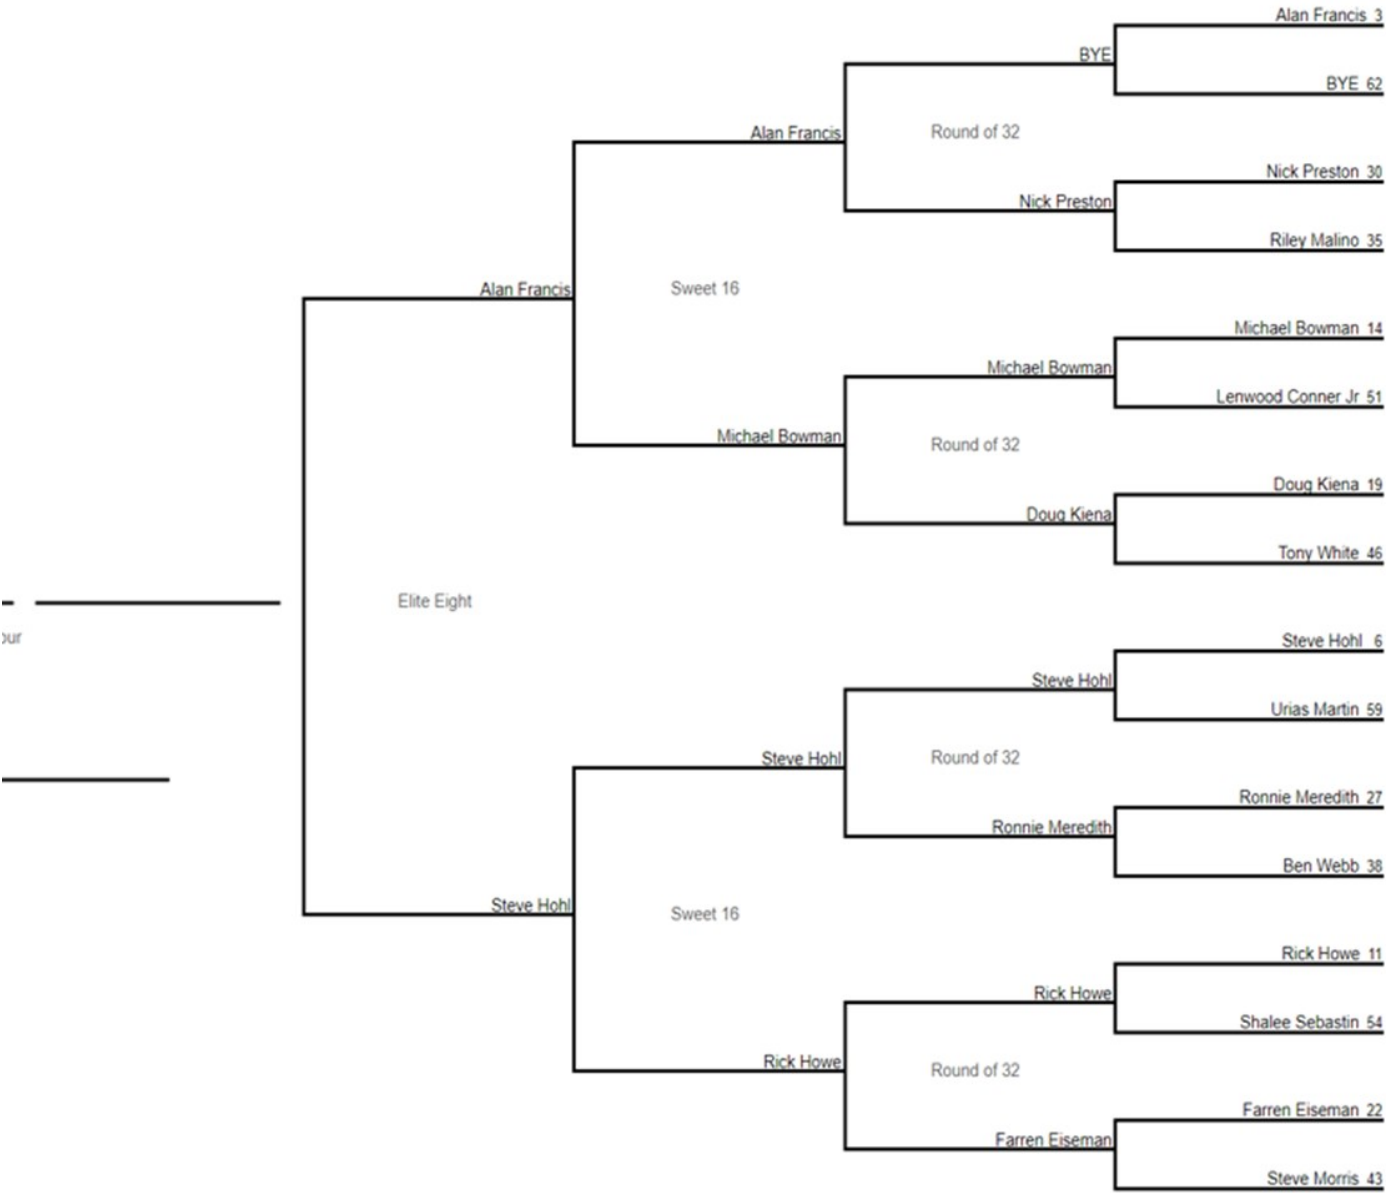 Alan Francis 3
BYE
BYE 62
Alan Francis
Round of 32
Nick Preston 30
Nick Preston
Riley Malino 35
Alan Francis
Sweet 16
Michael Bowman 14
Michael Bowman
Lenwood Conner Jr 51
Michael Bowman
Round of 32
Doug Kiena 19
Doug Kiena
Tony White 46
Elite Eight
our
Steve Hohl 6
Steve Hohl
Urias Martin 59
Steve Hohl
Round of 32
Ronnie Meredith 27
Ronnie Meredith
Ben Webb 38
Steve Hohl
Sweet 16
Rick Howe 11
Rick Howe
Shalee Sebastin 54
Rick Howe
Round of 32
Farren Eiseman 22
Farren Eiseman
Steve Morris 43